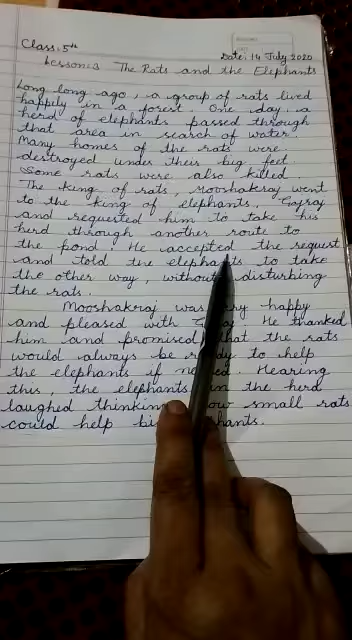 Class: 5th
Date: 14 July 2020
Lesson:3 The Rats and the Elephants
Long long ago, a group of rats lived
happily in a forest. One day a
herd of elephants passed through
that area in search of water.
Many homes of the rats were
destroyed under their big feet
Some rats were also killed.
The king of rats, Mooshakraj went
to the king of elephants, Gajraj
and requested him to take his
herd through another route to
the pond. He accepted the request
and told the elephants to take
the other way, without disturbing
the rats.
Mooshakraj was very happy
and pleased with He thanked
him and promised that the rats
would always be ready to help
the elephants if Hearing
this, the elephants in the herd
laughed thinking how small rats
could help